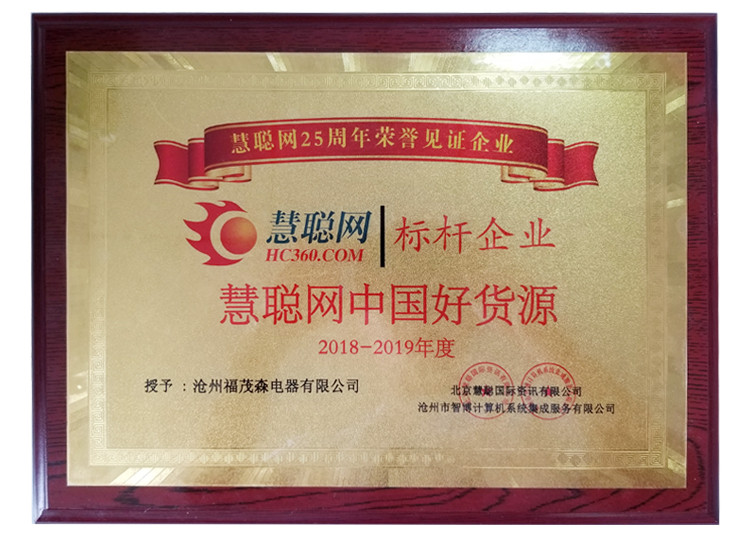 慧聪网25周年荣誉见证企业
慧聪网
HC360.COM
标杆企业
慧聪网中国好货源
2018-2019年度
授予：沧州福茂森电器有限公司
北京慧聪国际资讯有限公司
沧州市智博计算机系统集成服务有限公司